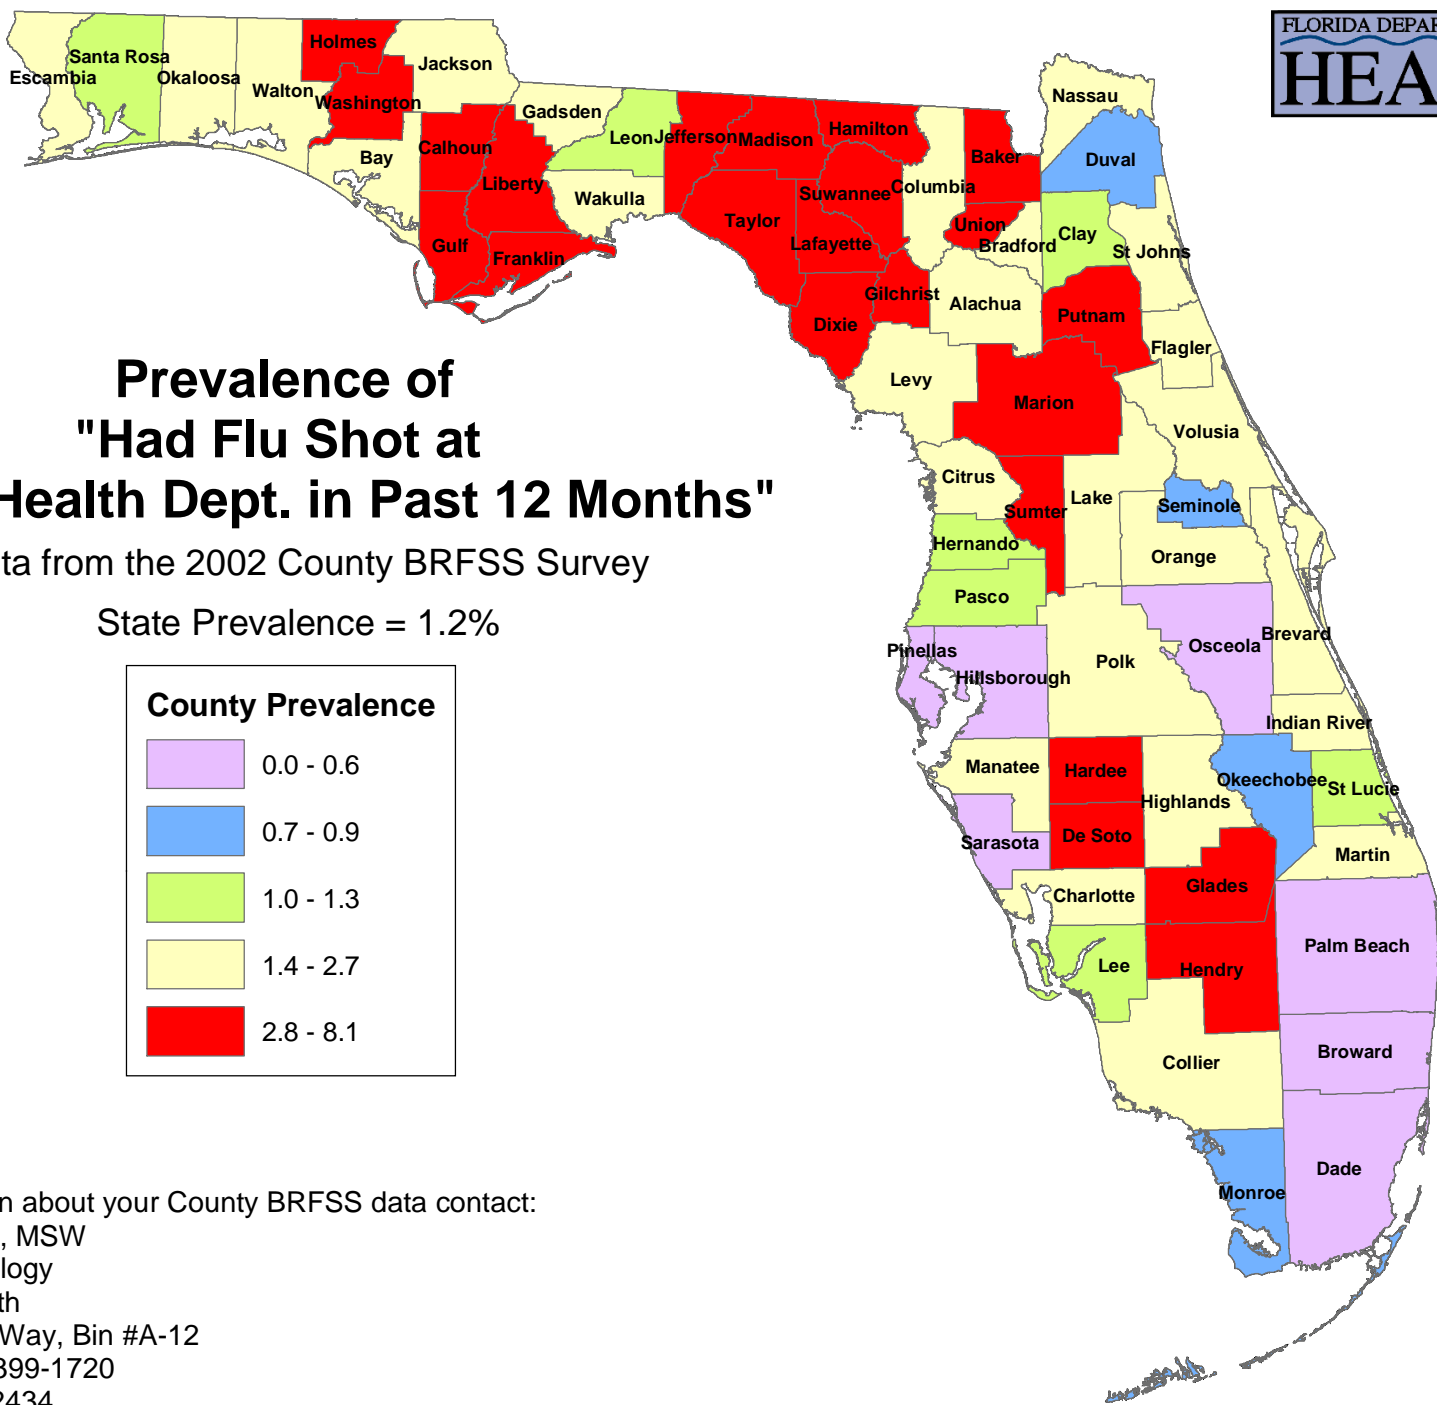 FLORIDA DEPAR
HEA
Holmes
Santa Rosa
Jackson
Escambia
Okaloosa
Walton
Washington
Gadsden
Nassau
Leon
Jefferson
Madison
Hamilton
Calhoun
Bay
Baker
Duval
Liberty
Wakulla
Suwannee
Columbia
Taylor
Union
Clay
Lafayette
Bradford
St Johns
Gulf
Franklin
Gilchrist
Alachua
Putnam
Dixie
Flagler
Levy
Marion
Volusia
Citrus
Lake
Sumter
Seminole
Hernando
Orange
Pasco
Brevard
Pinellas
Osceola
Polk
Hillsborough
Indian River
Manatee
Hardee
Okeechobee
St Lucie
Highlands
De Soto
Sarasota
Martin
Glades
Charlotte
Palm Beach
Lee
Hendry
Broward
Collier
Dade
Monroe
Prevalence of
"Had Flu Shot at
Health Dept. in Past 12 Months"
ta from the 2002 County BRFSS Survey
State Prevalence = 1.2%
County Prevalence
0.0 - 0.6
0.7 - 0.9
1.0 - 1.3
1.4 - 2.7
2.8 - 8.1
n about your County BRFSS data contact:
, MSW
logy
th
Way, Bin #A-12
399-1720
2434